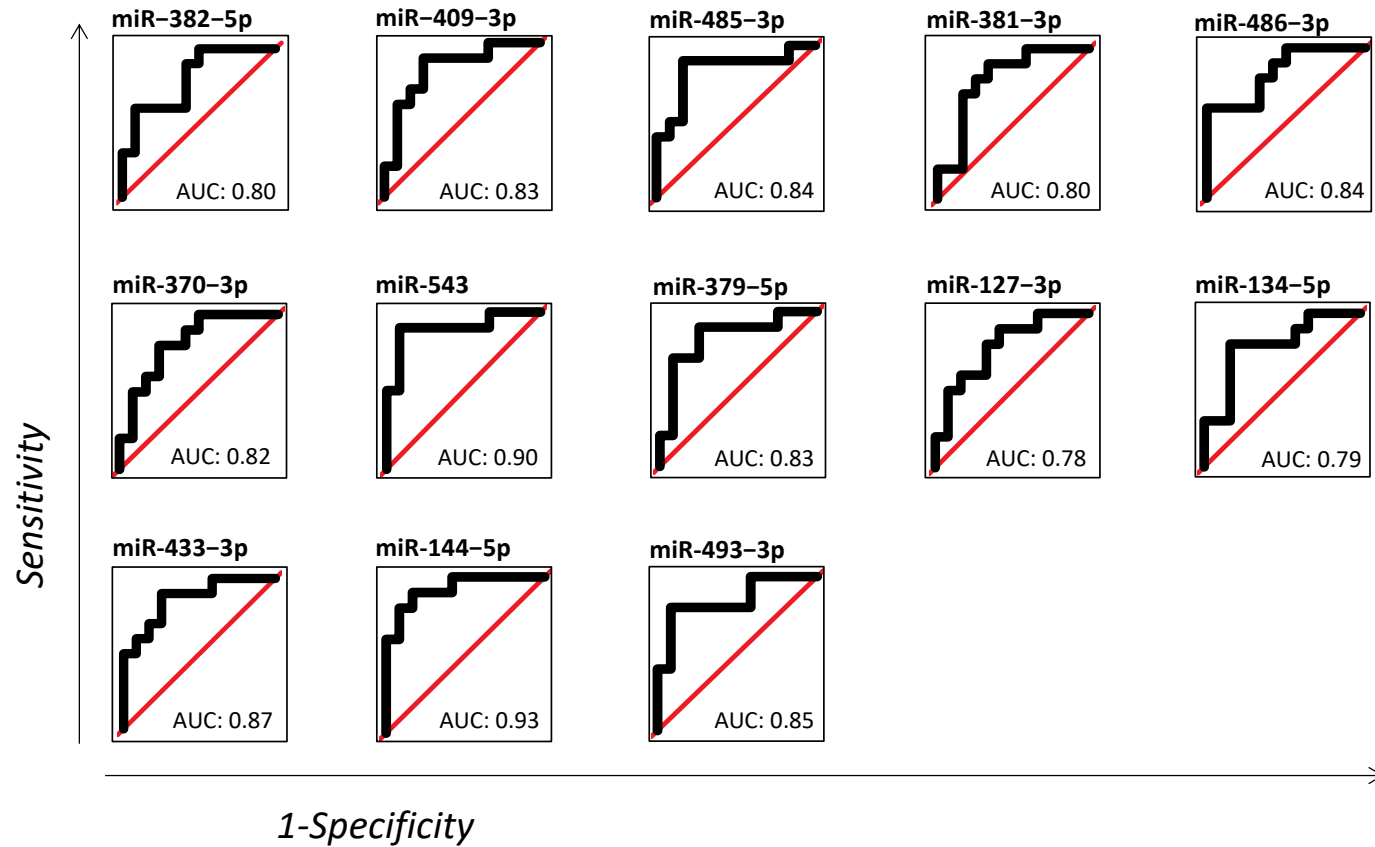 miR−382−5p
miR−409−3p
miR−485−3p
miR−381−3p
miR−486−3p
AUC: 0.80
AUC: 0.83
AUC: 0.84
AUC: 0.80
AUC: 0.84
miR-370−3p
miR-543
miR-379−5p
miR-127−3p
miR-134−5p
AUC: 0.82
AUC: 0.90
AUC: 0.83
AUC: 0.78
AUC: 0.79
Sensitivity
miR-433−3p
miR-144−5p
miR-493−3p
AUC: 0.87
AUC: 0.93
AUC: 0.85
1-Specificity